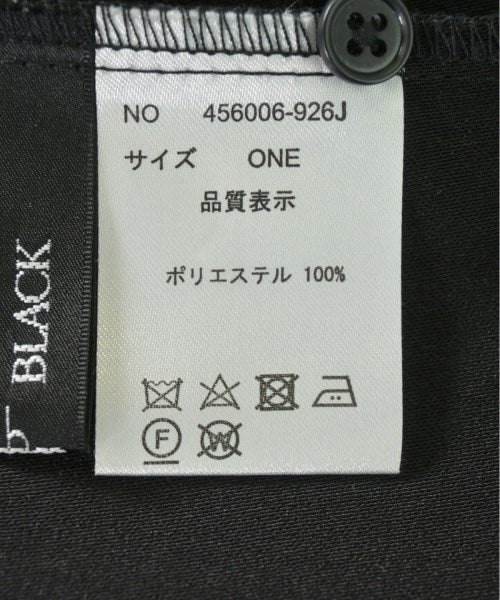 NO 456006-926J
サイズ ONE
品質表示
ポリエステル 100%
F W
BLACK